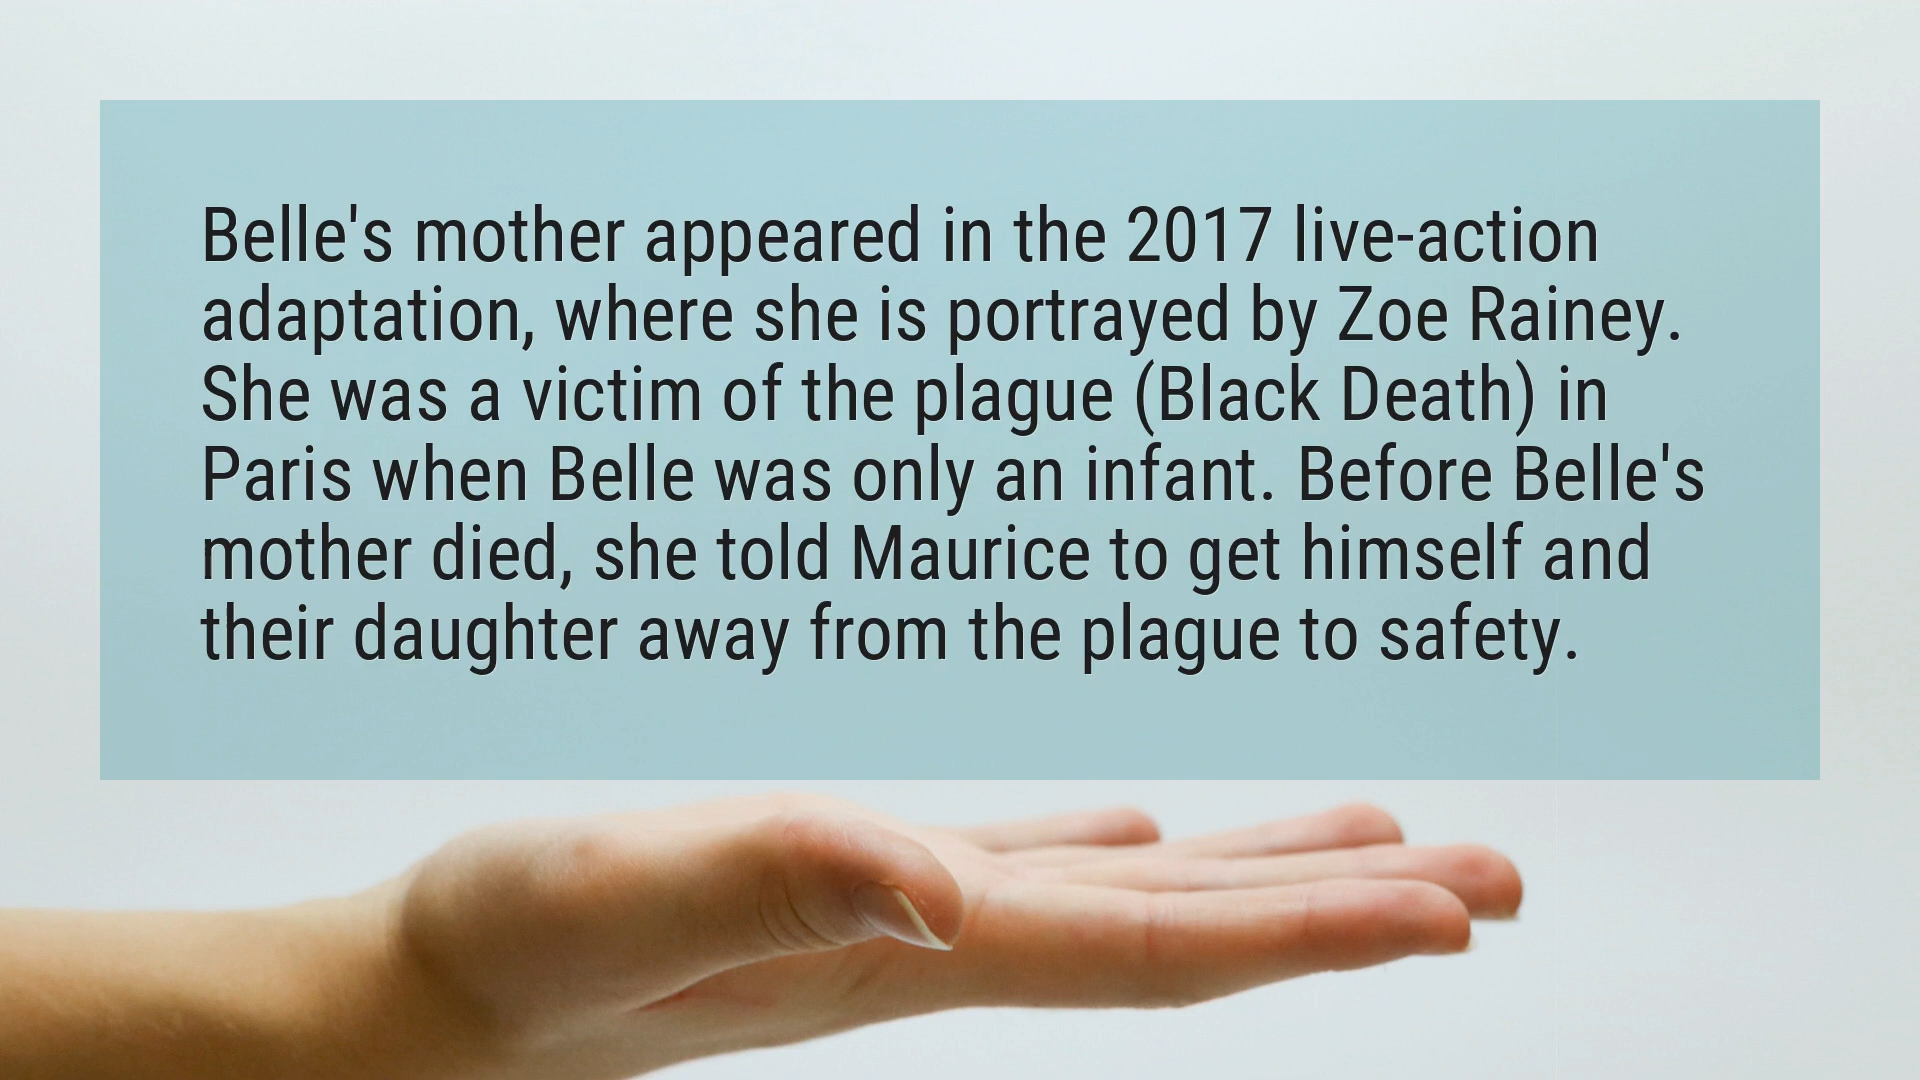 Belle's mother appeared in the 2017 live-action
adaptation, where she is portrayed by Zoe Rainey.
She was a victim of the plague (Black Death) in
Paris when Belle was only an infant. Before Belle's
mother died, she told Maurice to get himself and
their daughter away from the plague to safety.